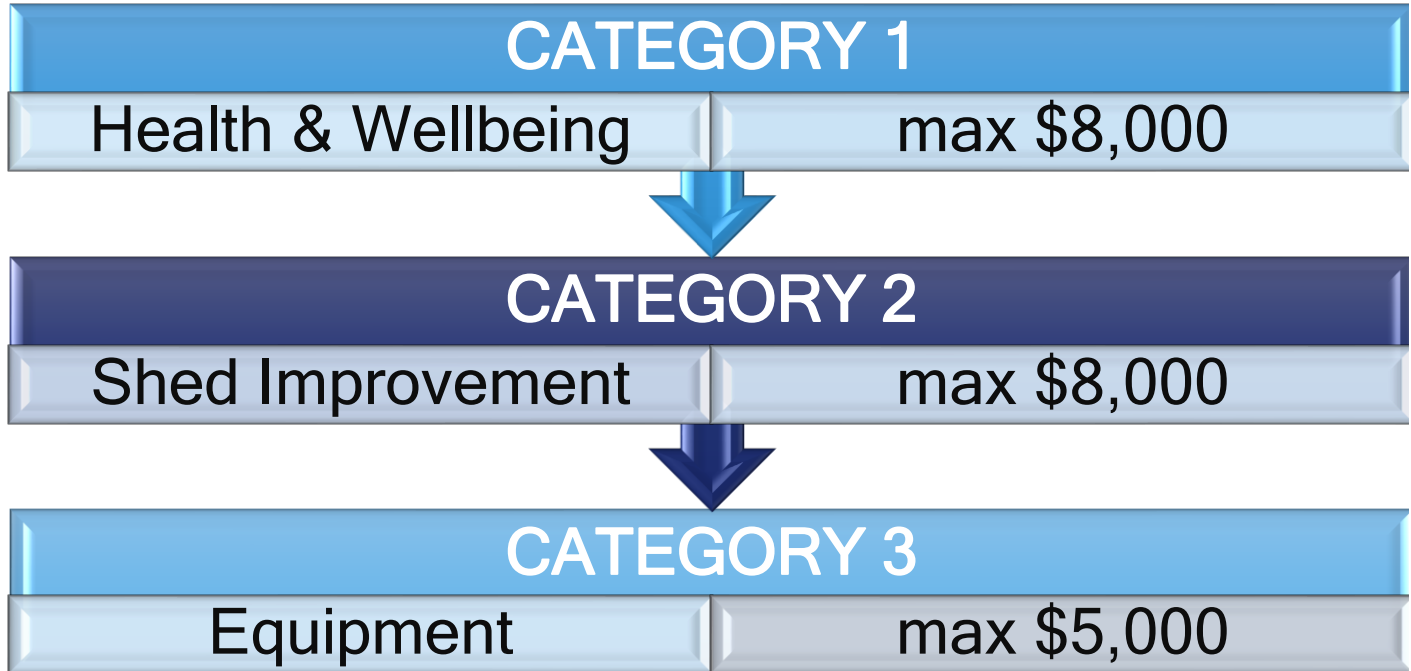 CATEGORY 1
Health & Wellbeing max $8,000
CATEGORY 2
Shed Improvement max $8,000
CATEGORY 3
Equipment max $5,000